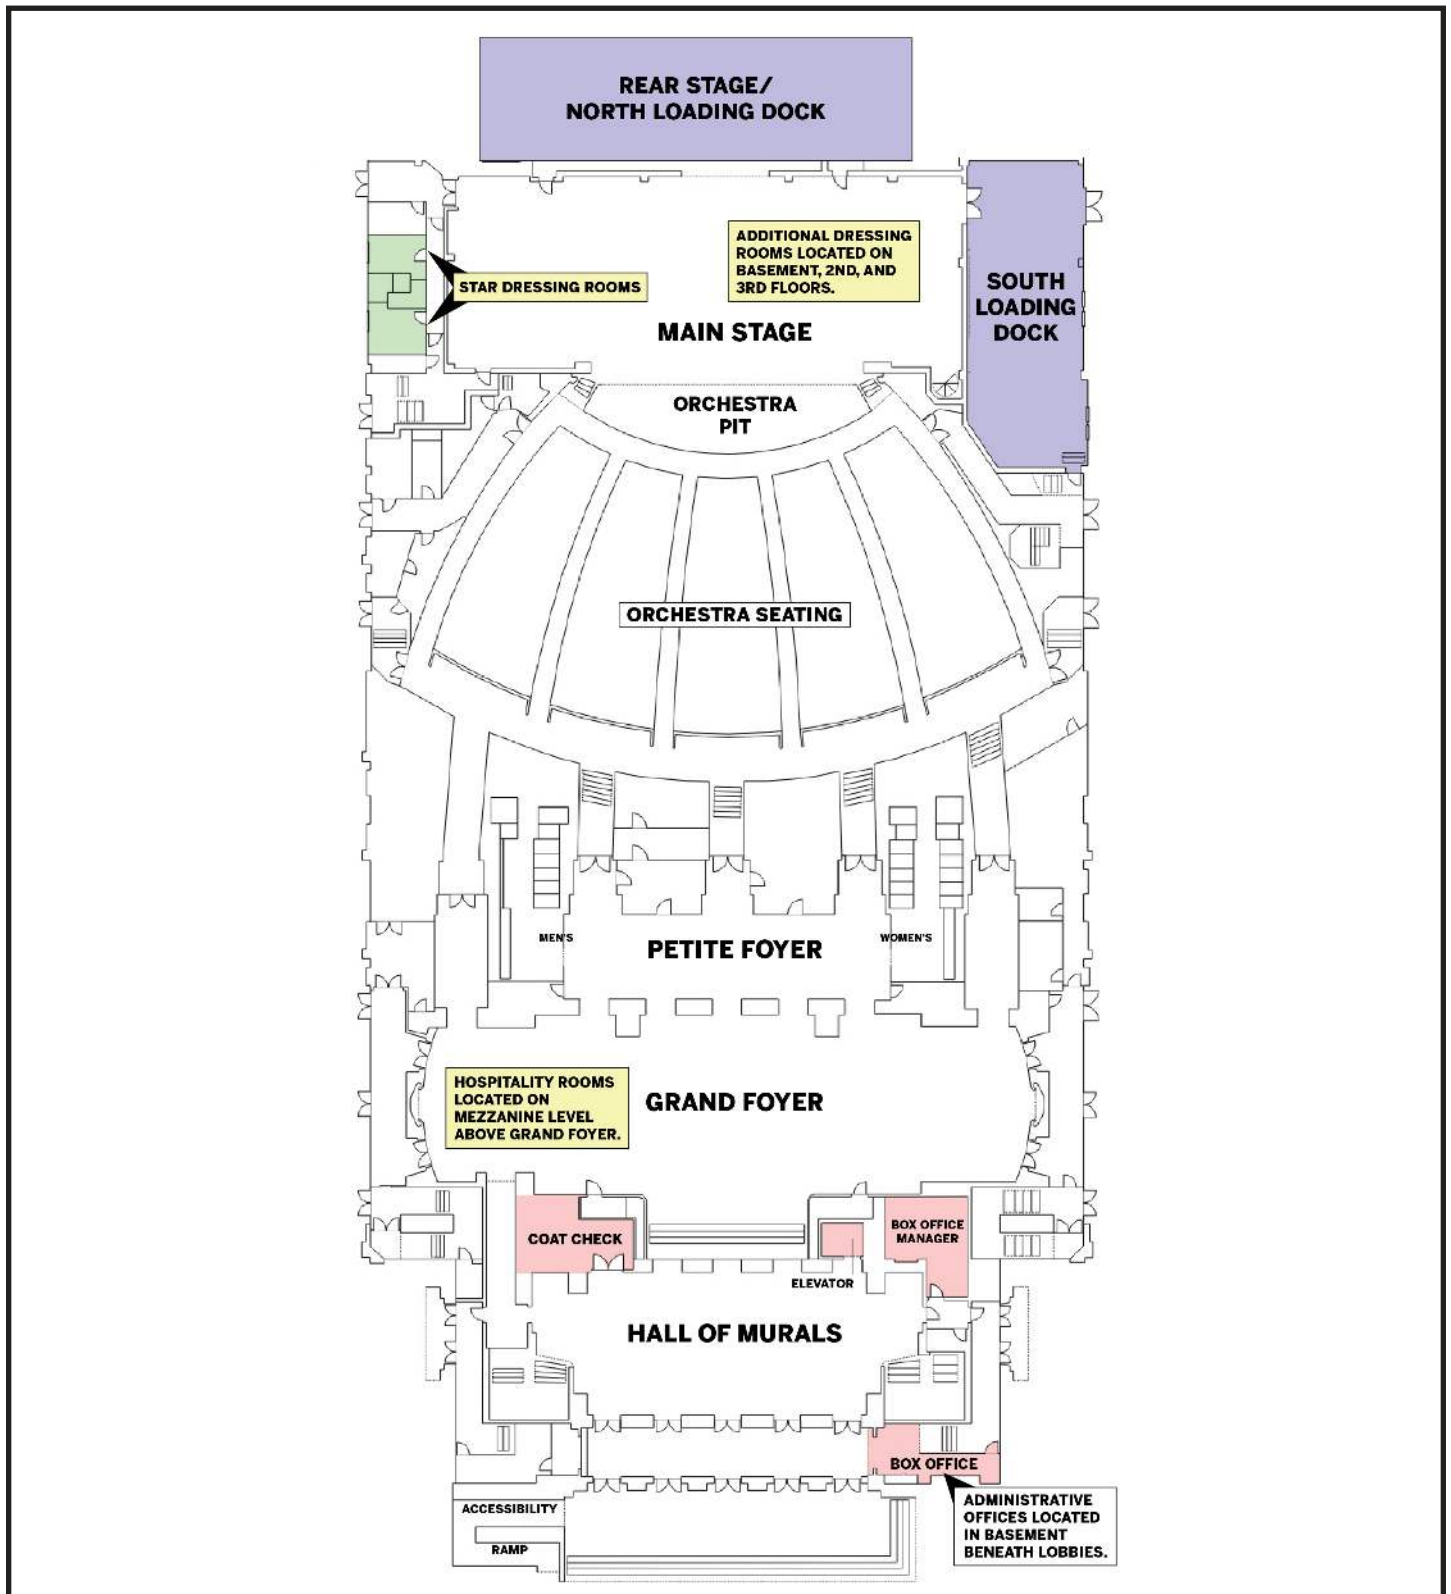 REAR STAGE/
NORTH LOADING DOCK
ADDITIONAL DRESSING
ROOMS LOCATED ON
BASEMENT, 2ND, AND
3RD FLOORS.
STAR DRESSING ROOMS
SOUTH
LOADING
DOCK
MAIN STAGE
ORCHESTRA
PIT
ORCHESTRA SEATING
MEN'S
PETITE FOYER
WOMEN'S
HOSPITALITY ROOMS
LOCATED ON
MEZZANINE LEVEL
ABOVE GRAND FOYER.
GRAND FOYER
COAT CHECK
BOX OFFICE
MANAGER
ELEVATOR
HALL OF MURALS
BOX OFFICE
ADMINISTRATIVE
OFFICES LOCATED
IN BASEMENT
BENEATH LOBBIES.
ACCESSIBILITY
RAMP